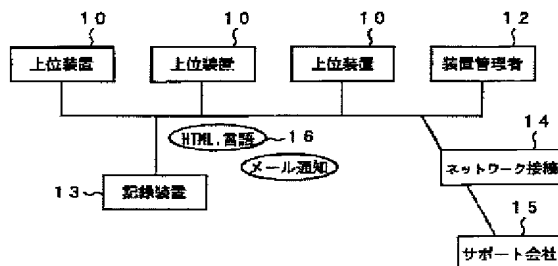 10 10 10 12
上位装置 上位装置 上位装置 装置管理者
HTML,言語 16
メール通知
14
ネットワーク接続
13 記録装置
15
サポート会社